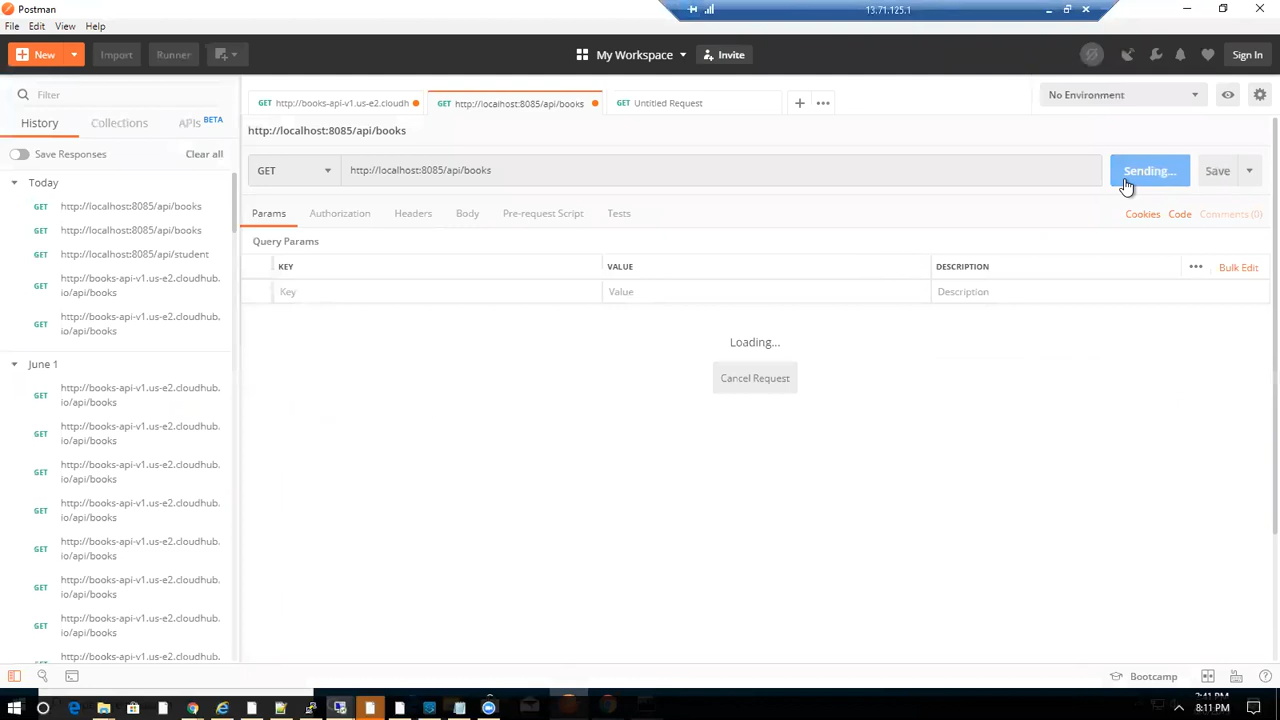 Postman
13.71.125.1
File Edit View Help
New Import Runner My Workspace Invite Sign In
Filter
GET http://books-api-v1.us-e2.cloudh GET http://localhost:8085/api/books GET Untitled Request No Environment
History Collections APIs BETA
http://localhost:8085/api/books
Save Responses Clear all
GET http://localhost:8085/api/books Sending... Save
Today
GET http://localhost:8085/api/books
GET http://localhost:8085/api/books
GET http://localhost:8085/api/student
GET http://books-api-v1.us-e2.cloudhub.
io/api/books
GET http://books-api-v1.us-e2.cloudhub.
io/api/books
Params Authorization Headers Body Pre-request Script Tests Cookies Code Comments (0)
Query Params
KEY VALUE DESCRIPTION Bulk Edit
Key Value Description
Loading...
Cancel Request
June 1
GET http://books-api-v1.us-e2.cloudhub.
io/api/books
GET http://books-api-v1.us-e2.cloudhub.
io/api/books
GET http://books-api-v1.us-e2.cloudhub.
io/api/books
GET http://books-api-v1.us-e2.cloudhub.
io/api/books
GET http://books-api-v1.us-e2.cloudhub.
io/api/books
GET http://books-api-v1.us-e2.cloudhub.
io/api/books
GET http://books-api-v1.us-e2.cloudhub.
io/api/books
http://books-api-v1.us-e2.cloudhub.
Bootcamp
8:11 PM